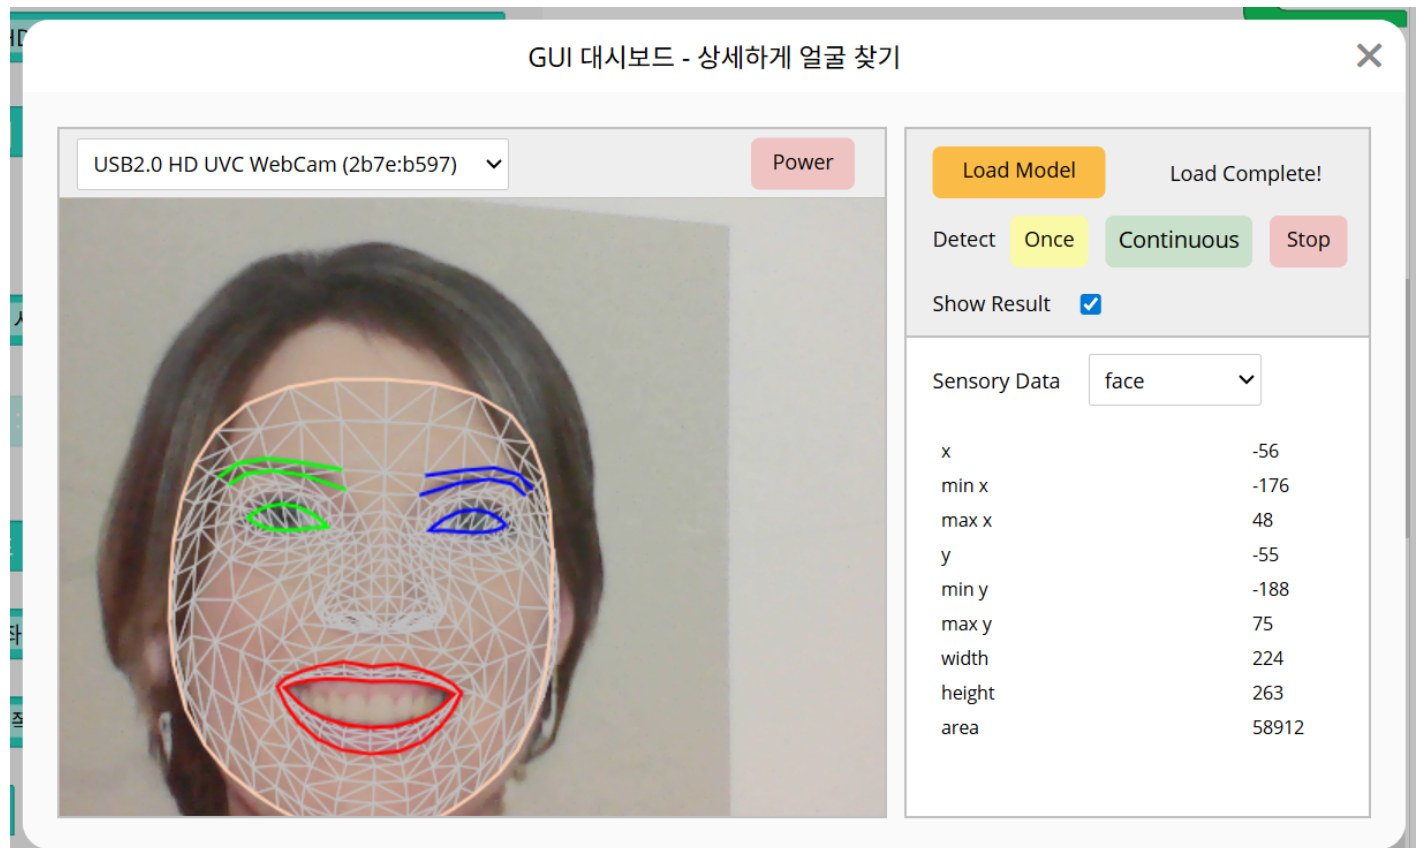 GUI 대시보드 - 상세하게 얼굴 찾기
USB2.0 HD UVC WebCam (2b7e:b597)
Power
Load Model
Load Complete!
Detect Once Continuous Stop
Show Result
Sensory Data face
x -56
min x -176
max x 48
y -55
min y -188
max y 75
width 224
height 263
area 58912